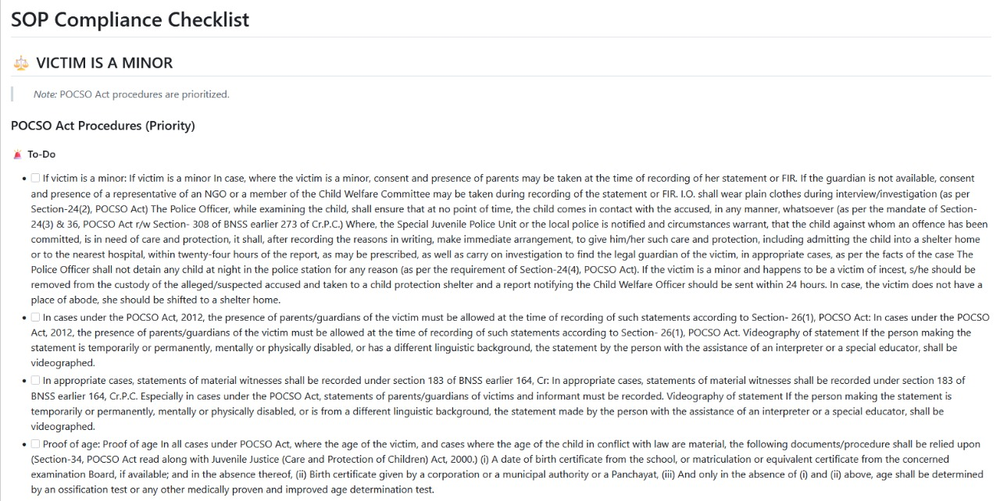 SOP Compliance Checklist
VICTIM IS A MINOR
Note: POCSO Act procedures are prioritized.
POCSO Act Procedures (Priority)
To-Do
If victim is a minor: If victim is a minor In case, where the victim is a minor, consent and presence of parents may be taken at the time of recording of her statement or FIR. If the guardian is not available, consent
and presence of a representative of an NGO or a member of the Child Welfare Committee may be taken during recording of the statement or FIR. I.O. shall wear plain clothes during interview/investigation (as per
Section-24(2), POCSO Act) The Police Officer, while examining the child, shall ensure that at no point of time, the child comes in contact with the accused, in any manner, whatsoever (as per the mandate of Section-
24(3) & 36, POCSO Act r/w Section- 308 of BNSS earlier 273 of Cr.P.C.) Where, the Special Juvenile Police Unit or the local police is notified and circumstances warrant, that the child against whom an offence has been
committed, is in need of care and protection, it shall, after recording the reasons in writing, make immediate arrangement, to give him/her such care and protection, including admitting the child into a shelter home
or to the nearest hospital, within twenty-four hours of the report, as may be prescribed, as well as carry on investigation to find the legal guardian of the victim, in appropriate cases, as per the facts of the case The
Police Officer shall not detain any child at night in the police station for any reason (as per the requirement of Section-24(4), POCSO Act). If the victim is a minor and happens to be a victim of incest, s/he should be
removed from the custody of the alleged/suspected accused and taken to a child protection shelter and a report notifying the Child Welfare Officer should be sent within 24 hours. In case, the victim does not have a
place of abode, she should be shifted to a shelter home.
In cases under the POCSO Act, 2012, the presence of parents/guardians of the victim must be allowed at the time of recording of such statements according to Section- 26(1), POCSO Act: In cases under the POCSO
Act, 2012, the presence of parents/guardians of the victim must be allowed at the time of recording of such statements according to Section- 26(1), POCSO Act. Videography of statement If the person making the
statement is temporarily or permanently, mentally or physically disabled, or has a different linguistic background, the statement by the person with the assistance of an interpreter or a special educator, shall be
videographed.
In appropriate cases, statements of material witnesses shall be recorded under section 183 of BNSS earlier 164, Cr: In appropriate cases, statements of material witnesses shall be recorded under section 183 of
BNSS earlier 164, Cr.P.C. Especially in cases under the POCSO Act, statements of parents/guardians of victims and informant must be recorded. Videography of statement If the person making the statement is
temporarily or permanently, mentally or physically disabled, or is from a different linguistic background, the statement made by the person with the assistance of an interpreter or a special educator, shall be
videographed.
Proof of age: Proof of age In all cases under POCSO Act, where the age of the victim, and cases where the age of the child in conflict with law are material, the following documents/procedure shall be relied upon
(Section-34, POCSO Act read along with Juvenile Justice (Care and Protection of Children) Act, 2000.) (i) A date of birth certificate from the school, or matriculation or equivalent certificate from the concerned
examination Board, if available; and in the absence thereof, (ii) Birth certificate given by a corporation or a municipal authority or a Panchayat, (iii) And only in the absence of (i) and (ii) above, age shall be determined
by an ossification test or any other medically proven and improved age determination test.